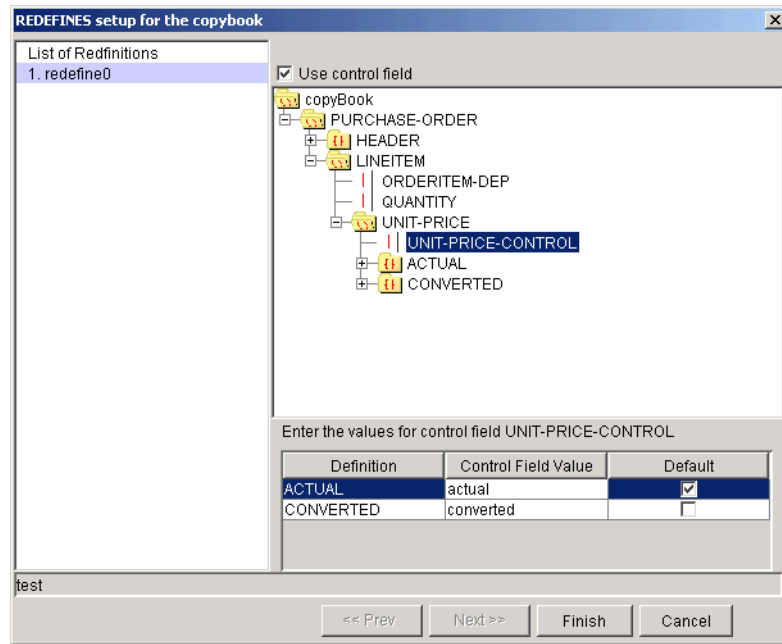 REDEFINES setup for the copybook
List of Redfinitions
1. redefine0
Use control field
copyBook
PURCHASE-ORDER
HEADER
LINEITEM
ORDERITEM-DEP
QUANTITY
UNIT-PRICE
UNIT-PRICE-CONTROL
ACTUAL
CONVERTED
Enter the values for control field UNIT-PRICE-CONTROL
Definition Control Field Value Default
ACTUAL actual
CONVERTED converted
test
<< Prev Next >> Finish Cancel